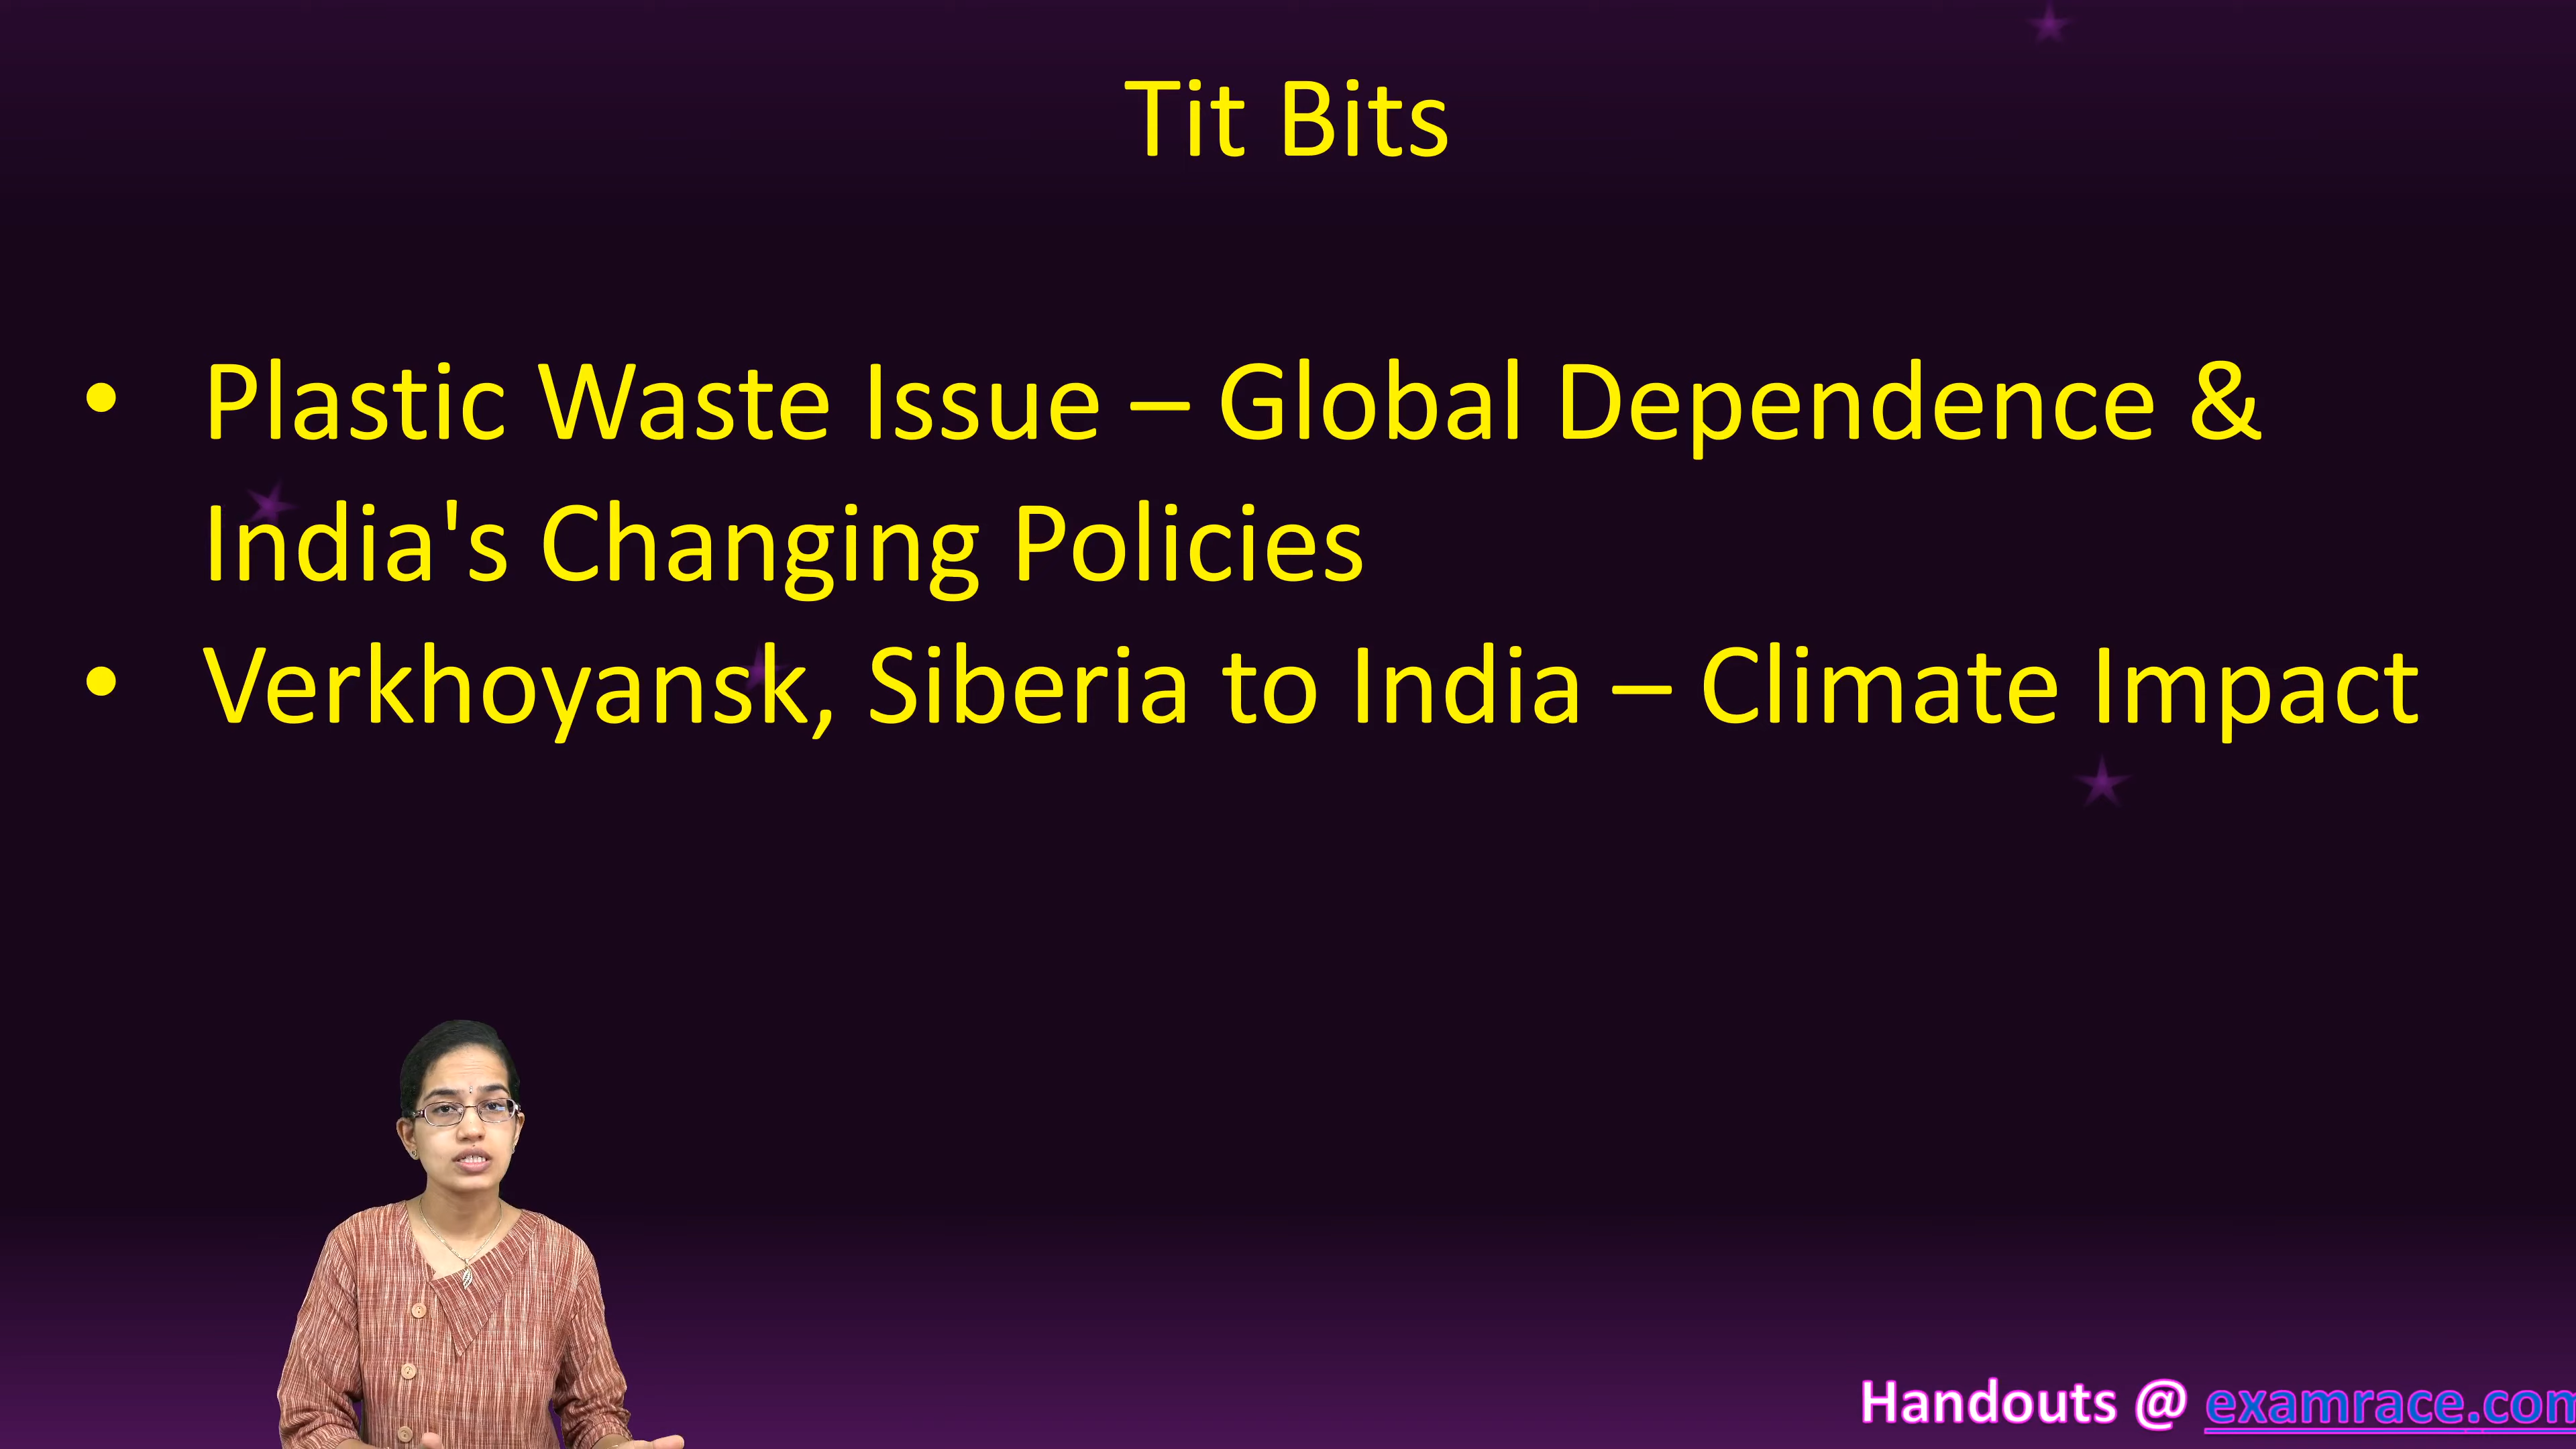 Tit Bits
• Plastic Waste Issue – Global Dependence &
India's Changing Policies
• Verkhoyansk, Siberia to India – Climate Impact
Handouts @ examrace.com